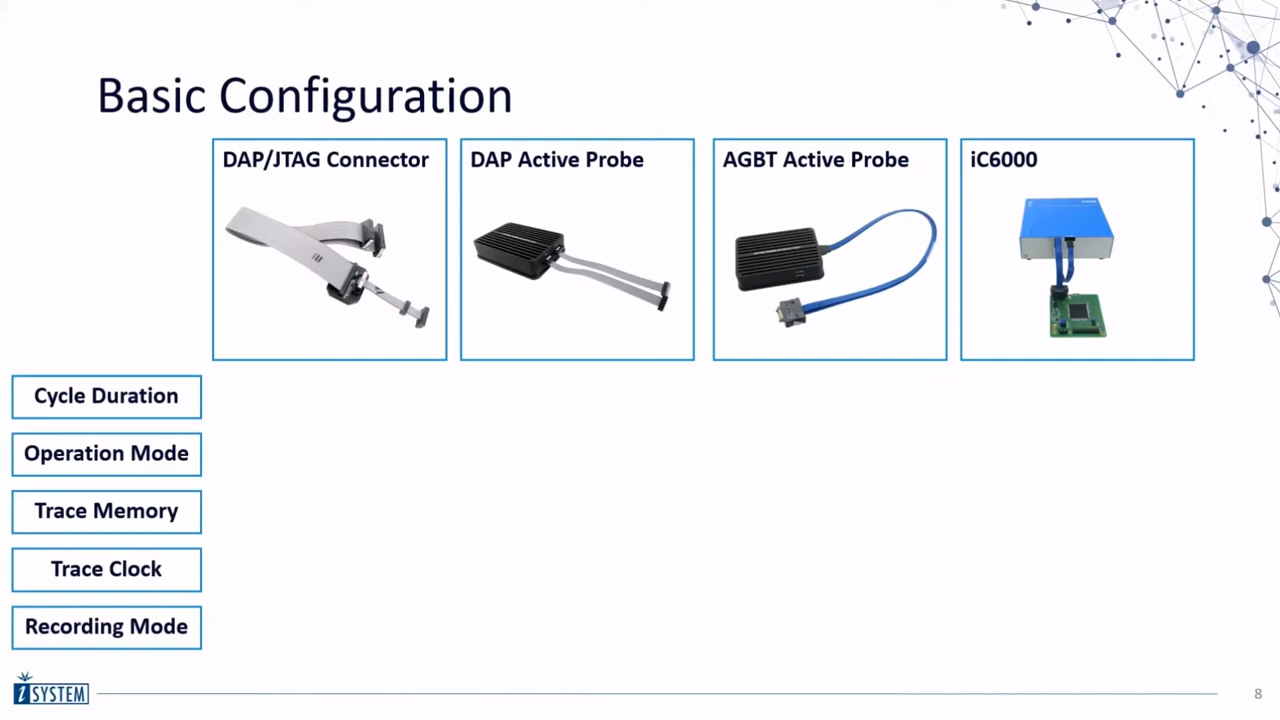 Basic Configuration
DAP/JTAG Connector
DAP Active Probe
AGBT Active Probe
iC6000
Cycle Duration
Operation Mode
Trace Memory
Trace Clock
Recording Mode
iSYSTEM
8